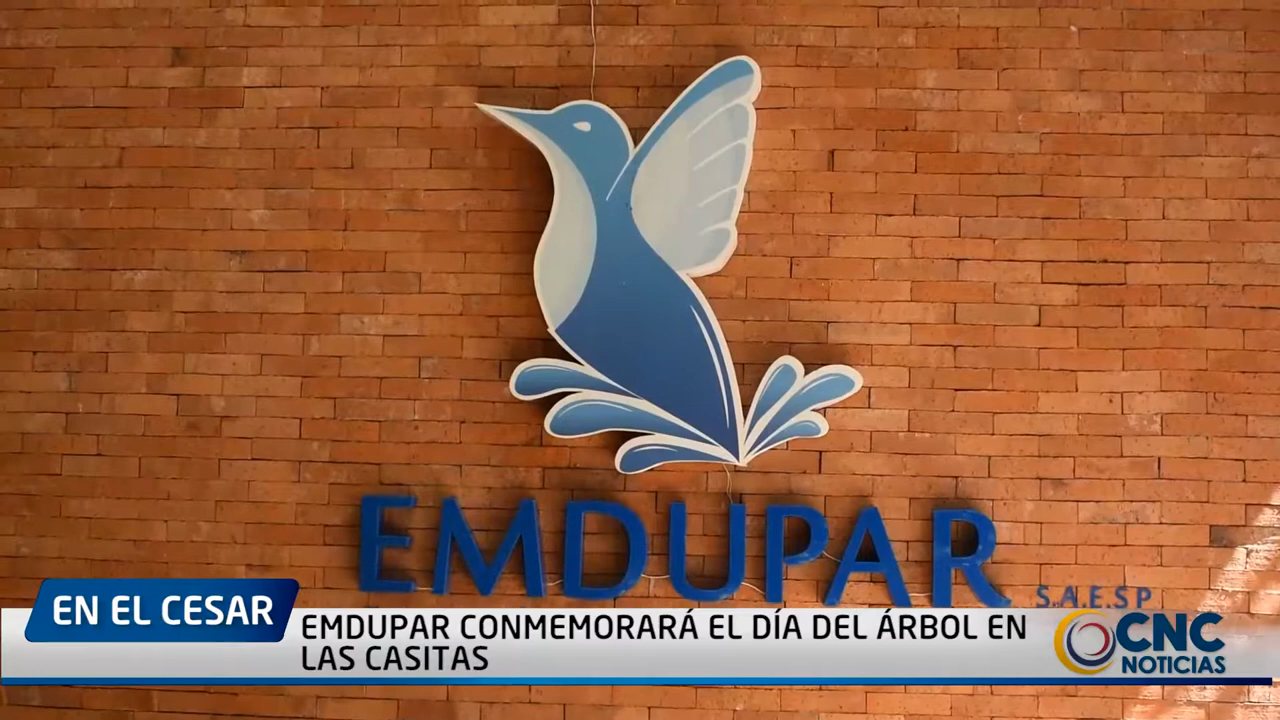 EMDUPAR
S.A.E.S.P
EN EL CESAR
EMDUPAR CONMEMORARÁ EL DÍA DEL ÁRBOL EN
LAS CASITAS
CNC
NOTICIAS